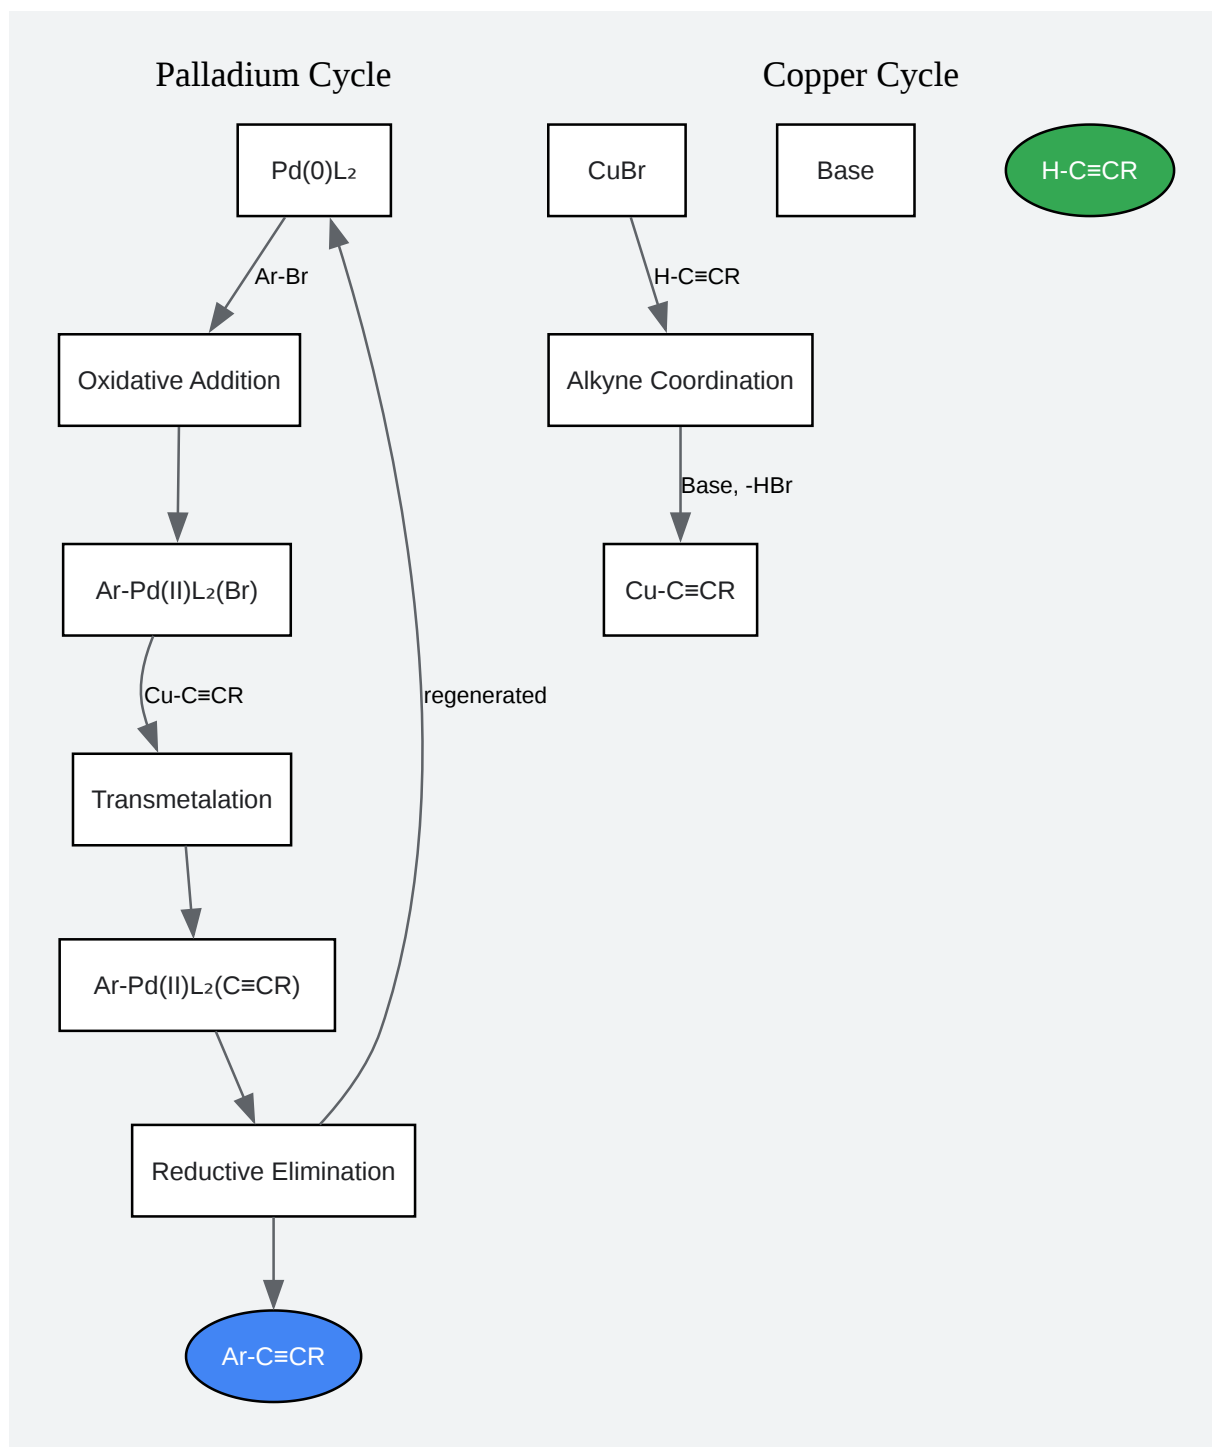 Palladium Cycle
Pd(0)L₂
Ar-Br
Oxidative Addition
Ar-Pd(II)L₂(Br)
Cu-C≡CR
Transmetalation
Ar-Pd(II)L₂(C≡CR)
Reductive Elimination
regenerated
Ar-C≡CR
Copper Cycle
CuBr
Base
H-C≡CR
H-C≡CR
Alkyne Coordination
Base, -HBr
Cu-C≡CR